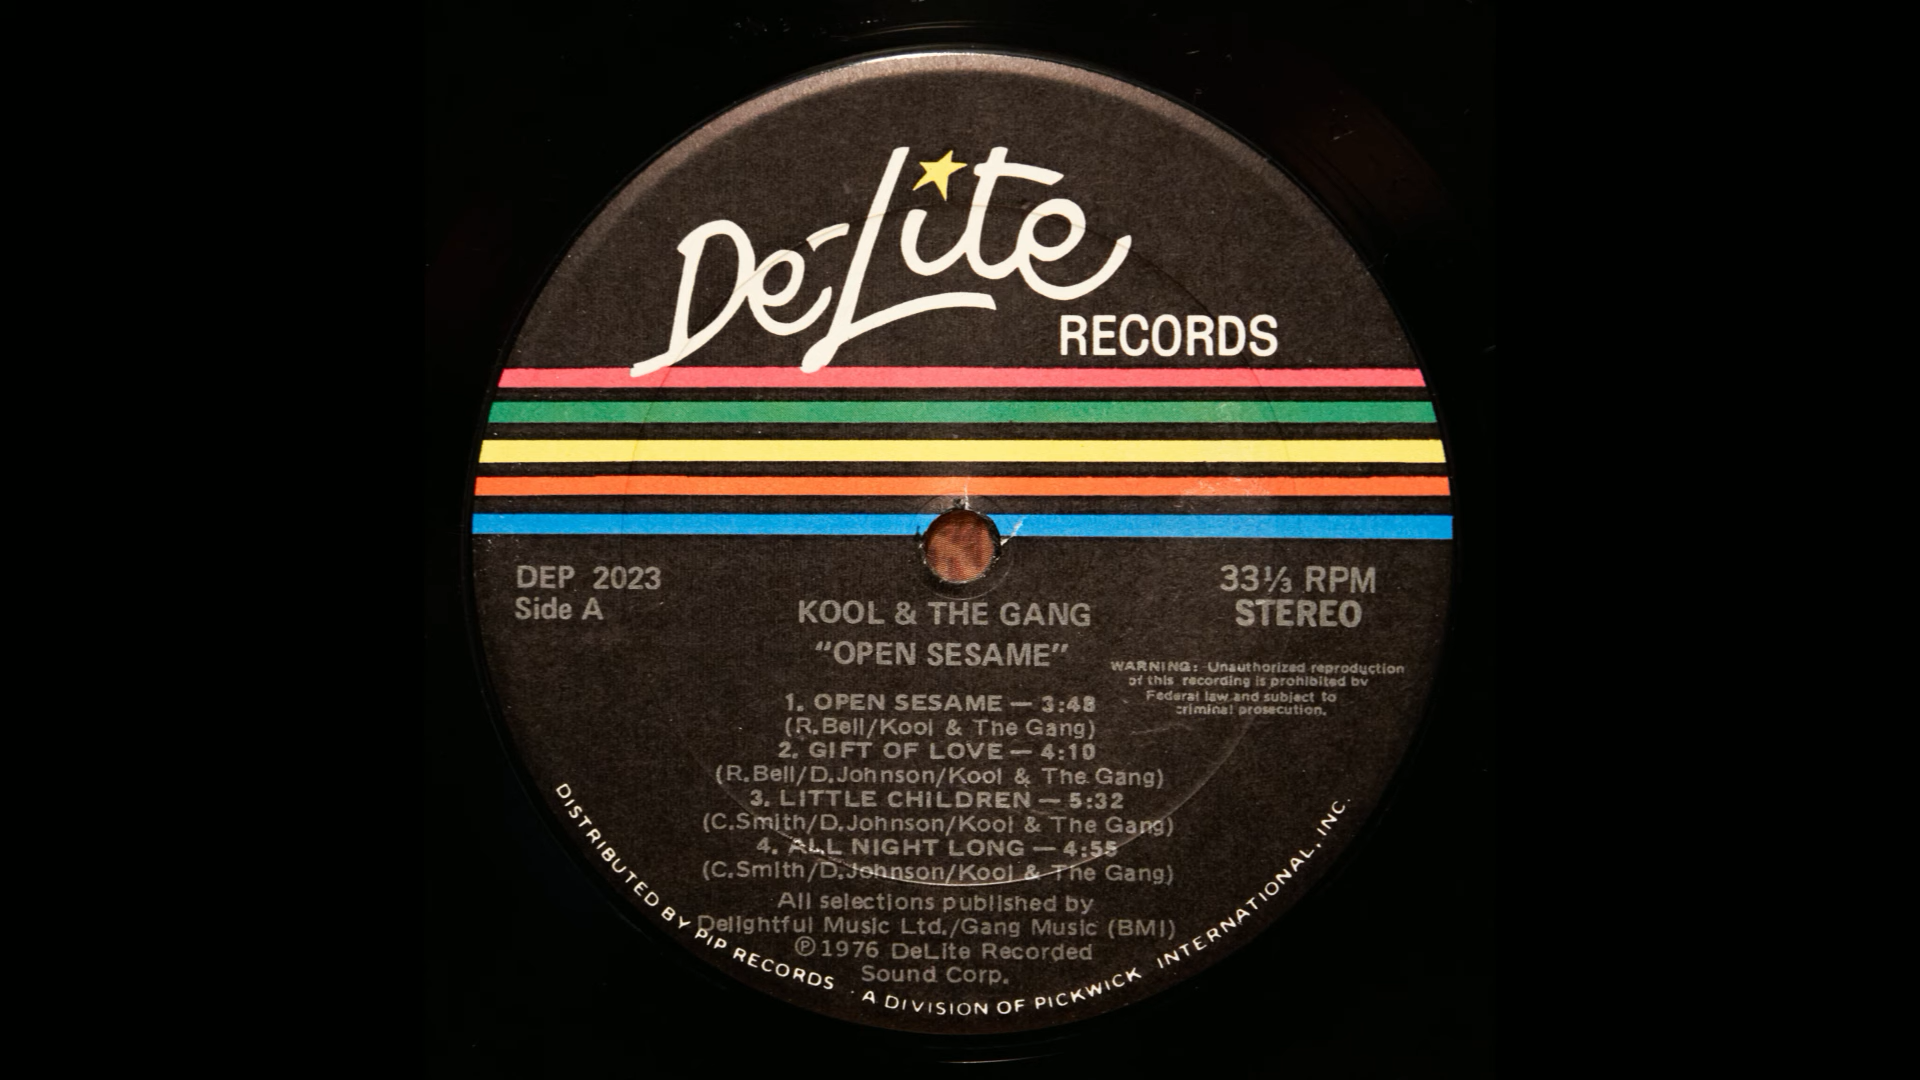 De-Lite
RECORDS
DEP 2023
Side A
33⅓ RPM
STEREO
KOOL & THE GANG
"OPEN SESAME"
WARNING: Unauthorized reproduction
of this recording is prohibited by
Federal law and subject to
criminal prosecution.
1. OPEN SESAME — 3:48
(R.Bell/Kool & The Gang)
2. GIFT OF LOVE — 4:10
(R.Bell/D.Johnson/Kool & The Gang)
3. LITTLE CHILDREN — 5:32
(C.Smith/D.Johnson/Kool & The Gang)
4. ALL NIGHT LONG — 4:55
(C.Smith/D.Johnson/Kool & The Gang)
All selections published by
Delightful Music Ltd./Gang Music (BMI)
℗1976 DeLite Recorded
Sound Corp.
DISTRIBUTED BY PIP RECORDS · A DIVISION OF PICKWICK INTERNATIONAL, INC.